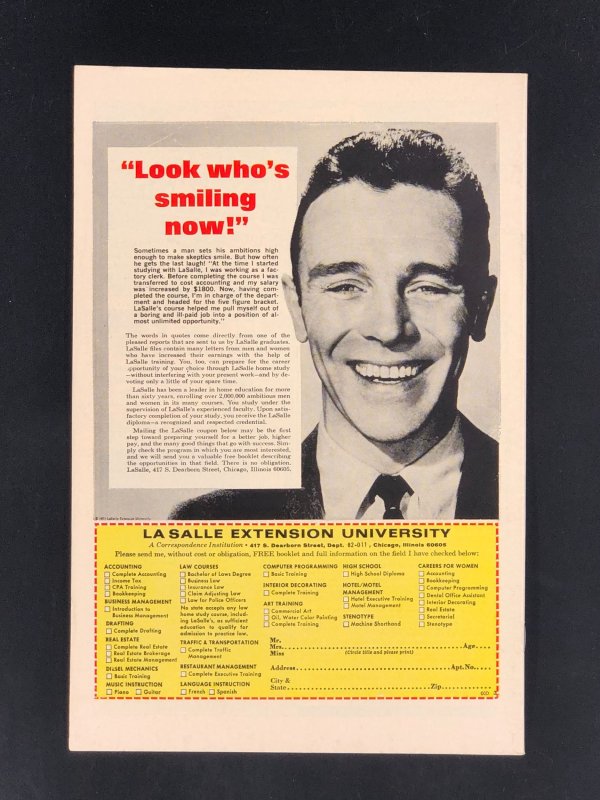 “Look who’s
smiling
now!”
Sometimes a man sets his ambitions high
enough to make skeptics smile. But how often
he gets the last laugh! “At the time I started
studying with LaSalle, I was working as a fac-
tory clerk. Before completing the course I was
transferred to cost accounting and my salary
was increased by $1800. Now, having com-
pleted the course, I’m in charge of the depart-
ment and headed for the five figure bracket.
LaSalle’s course helped me pull myself out of
a boring and ill-paid job into a position of al-
most unlimited opportunity.”
The words in quotes come directly from one of the
pleased reports that are sent to us by LaSalle graduates.
LaSalle files contain many letters from men and women
who have increased their earnings with the help of
LaSalle training. You, too, can prepare for the career
opportunity of your choice through LaSalle home study
—without interfering with your present work—and by de-
voting only a little of your spare time.
LaSalle has been a leader in home education for more
than sixty years, enrolling over 2,000,000 ambitious men
and women in its many courses. You study under the
supervision of LaSalle’s experienced faculty. Upon satis-
factory completion of your study, you receive the LaSalle
diploma—a recognized and respected credential.
Mailing the LaSalle coupon below may be the first
step toward preparing yourself for a better job, higher
pay, and the many good things that go with success. Sim-
ply check the program in which you are most interested,
and we will send you a valuable free booklet describing
the opportunities in that field. There is no obligation.
LaSalle, 417 S. Dearborn Street, Chicago, Illinois 60605.
© 1971 LaSalle Extension University
LA SALLE EXTENSION UNIVERSITY
A Correspondence Institution • 417 S. Dearborn Street, Dept. 82-011, Chicago, Illinois 60605
Please send me, without cost or obligation, FREE booklet and full information on the field I have checked below:
ACCOUNTING
Complete Accounting
Income Tax
CPA Training
Bookkeeping
BUSINESS MANAGEMENT
Introduction to
Business Management
DRAFTING
Complete Drafting
REAL ESTATE
Complete Real Estate
Real Estate Brokerage
Real Estate Management
DIESEL MECHANICS
Basic Training
MUSIC INSTRUCTION
Piano Guitar
LAW COURSES
Bachelor of Laws Degree
Business Law
Insurance Law
Claim Adjusting Law
Law for Police Officers
No state accepts any law
home study course, includ-
ing LaSalle’s, as sufficient
education to qualify for
admission to practice law.
TRAFFIC & TRANSPORTATION
Complete Traffic
Management
RESTAURANT MANAGEMENT
Complete Executive Training
LANGUAGE INSTRUCTION
French Spanish
COMPUTER PROGRAMMING
Basic Training
INTERIOR DECORATING
Complete Training
ART TRAINING
Commercial Art
Oil, Water Color Painting
Complete Training
HIGH SCHOOL
High School Diploma
HOTEL/MOTEL
MANAGEMENT
Hotel Executive Training
Motel Management
STENOTYPE
Machine Shorthand
CAREERS FOR WOMEN
Accounting
Bookkeeping
Computer Programming
Dental Office Assistant
Interior Decorating
Real Estate
Secretarial
Stenotype
Mr.
Mrs. Age
Miss (Circle title and please print)
Address Apt. No.
City &
State Zip